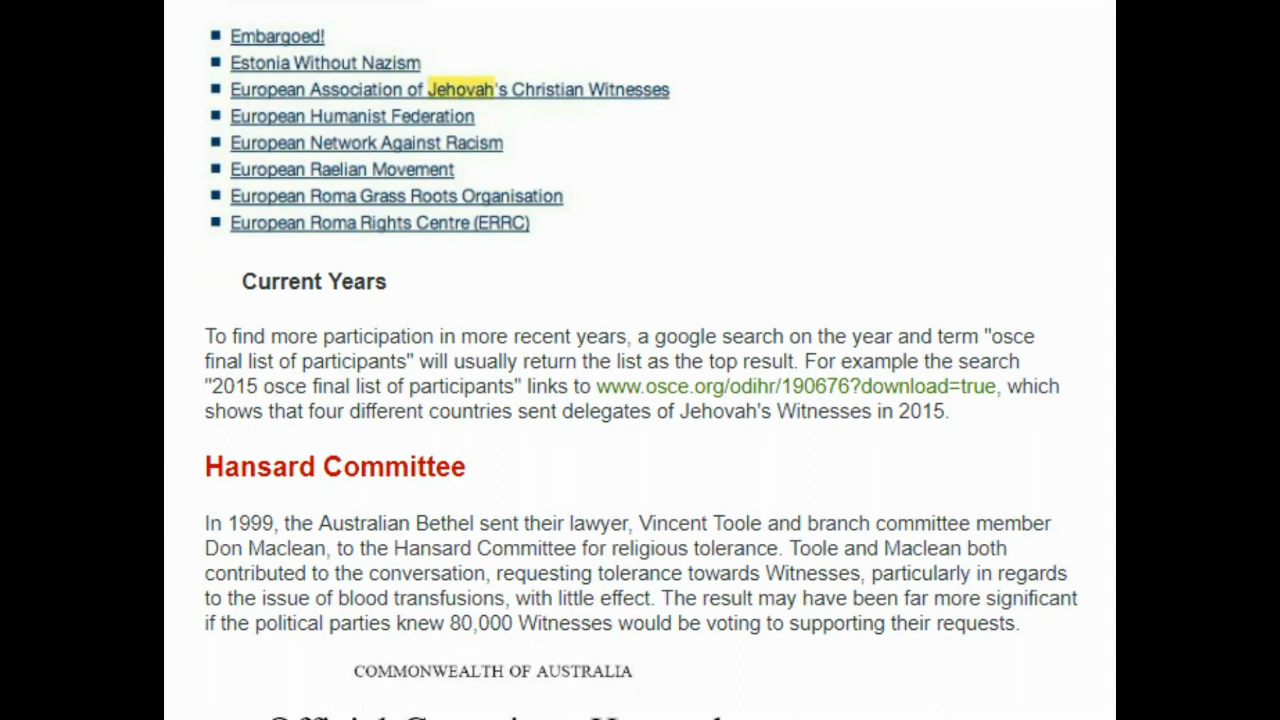 Embargoed!
Estonia Without Nazism
European Association of Jehovah's Christian Witnesses
European Humanist Federation
European Network Against Racism
European Raelian Movement
European Roma Grass Roots Organisation
European Roma Rights Centre (ERRC)
Current Years
To find more participation in more recent years, a google search on the year and term "osce
final list of participants" will usually return the list as the top result. For example the search
"2015 osce final list of participants" links to www.osce.org/odihr/190676?download=true, which
shows that four different countries sent delegates of Jehovah's Witnesses in 2015.
Hansard Committee
In 1999, the Australian Bethel sent their lawyer, Vincent Toole and branch committee member
Don Maclean, to the Hansard Committee for religious tolerance. Toole and Maclean both
contributed to the conversation, requesting tolerance towards Witnesses, particularly in regards
to the issue of blood transfusions, with little effect. The result may have been far more significant
if the political parties knew 80,000 Witnesses would be voting to supporting their requests.
COMMONWEALTH OF AUSTRALIA